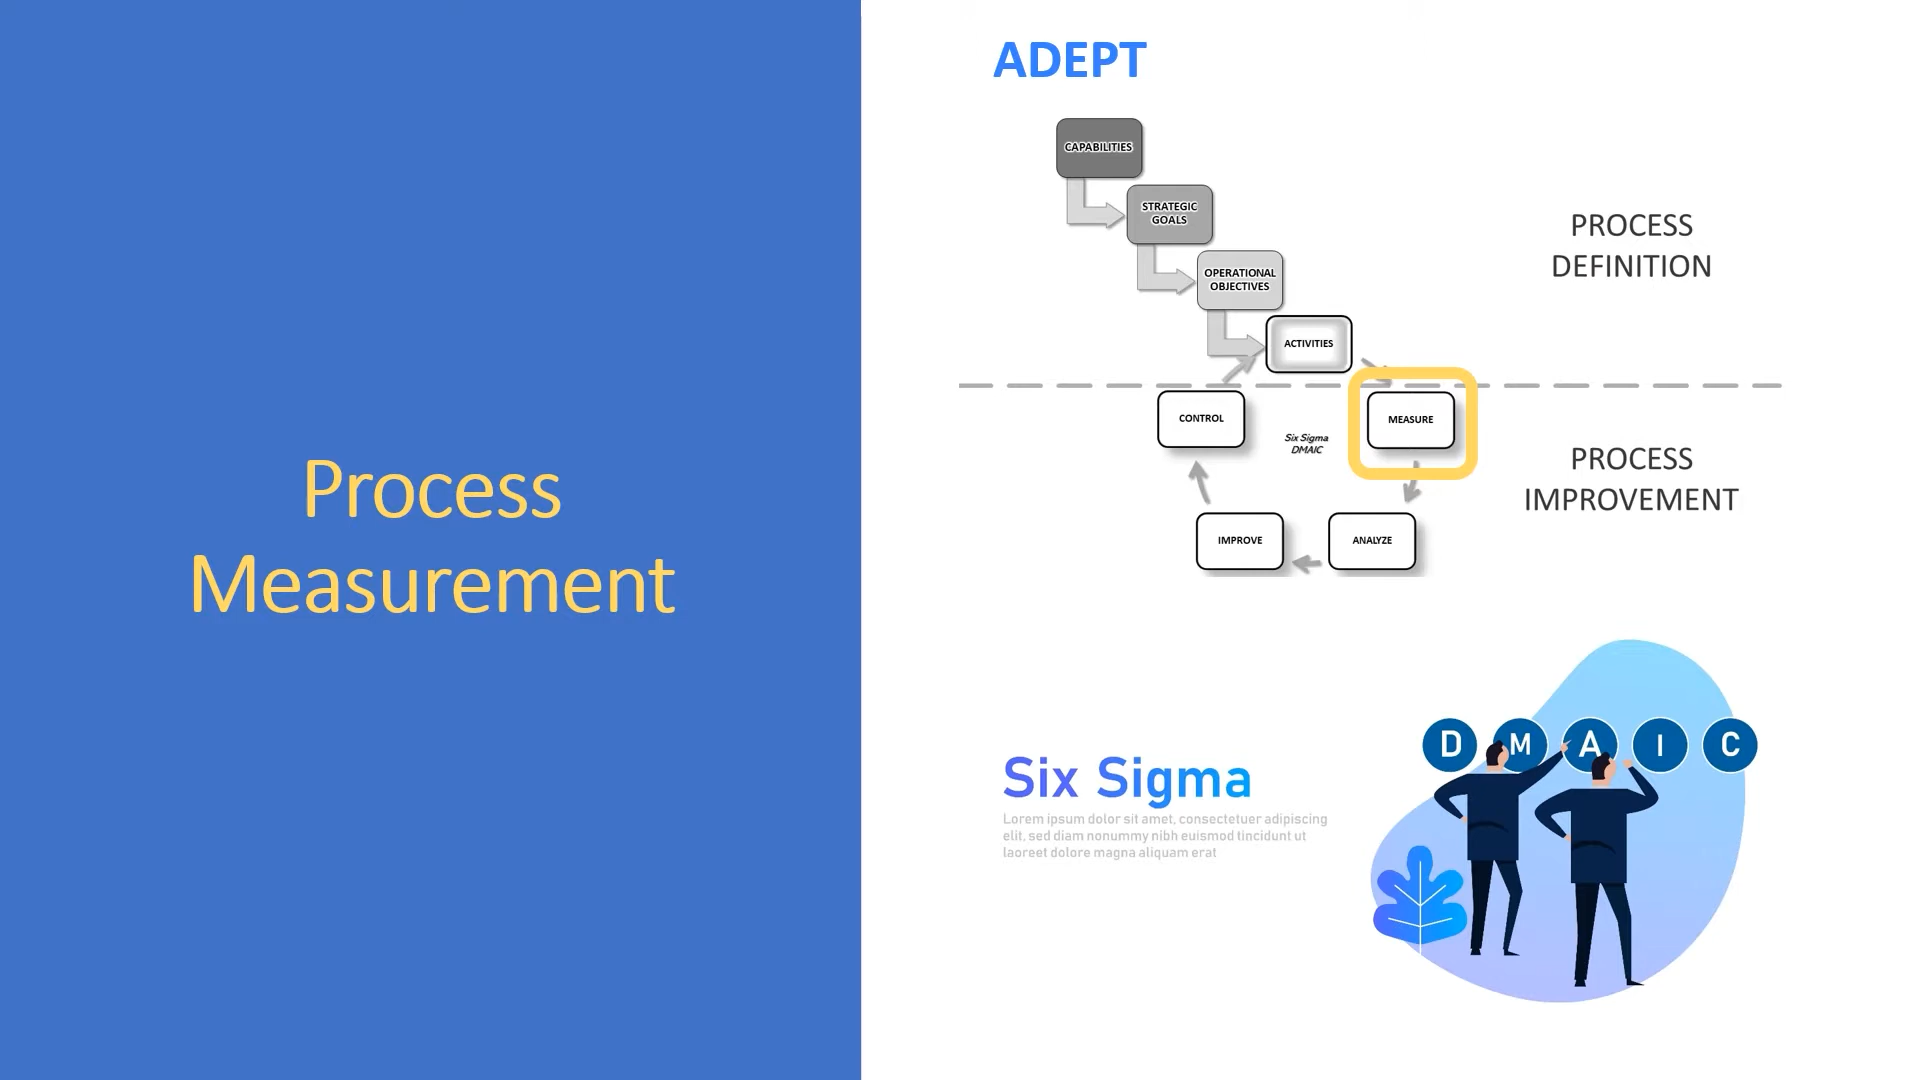 Process
Measurement
ADEPT
CAPABILITIES
STRATEGIC
GOALS
OPERATIONAL
OBJECTIVES
ACTIVITIES
PROCESS
DEFINITION
CONTROL
Six Sigma
DMAIC
MEASURE
PROCESS
IMPROVEMENT
IMPROVE
ANALYZE
D M A I C
Six Sigma
Lorem ipsum dolor sit amet, consectetuer adipiscing
elit, sed diam nonummy nibh euismod tincidunt ut
laoreet dolore magna aliquam erat